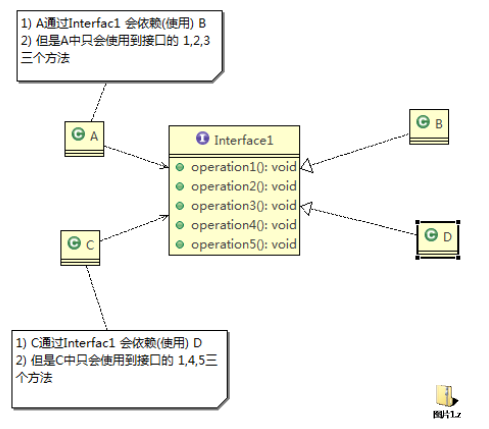 1) A通过Interfac1 会依赖(使用) B
2) 但是A中只会使用到接口的 1,2,3
三个方法
A
B
Interface1
operation1(): void
operation2(): void
operation3(): void
operation4(): void
operation5(): void
C
D
1) C通过Interfac1 会依赖(使用) D
2) 但是C中只会使用到接口的 1,4,5三
个方法
图片1.z